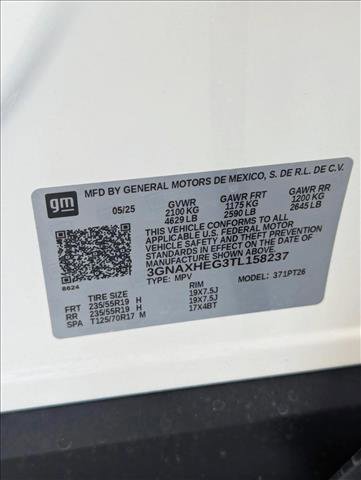 gm
MFD BY GENERAL MOTORS DE MEXICO, S. DE R.L. DE C.V.
05/25 GVWR GAWR FRT GAWR RR
2100 KG 1175 KG 1200 KG
4629 LB 2590 LB 2645 LB
THIS VEHICLE CONFORMS TO ALL
APPLICABLE U.S. FEDERAL MOTOR
VEHICLE SAFETY AND THEFT
PREVENTION STANDARDS IN EFFECT
ON THE DATE OF MANUFACTURE
SHOWN ABOVE.
3GNAXHEG3TL158237
TYPE: MPV MODEL: 371PT26
8624
TIRE SIZE RIM
FRT 235/55R19 H 19X7.5J
RR 235/55R19 H 19X7.5J
SPA T125/70R17 M 17X4BT